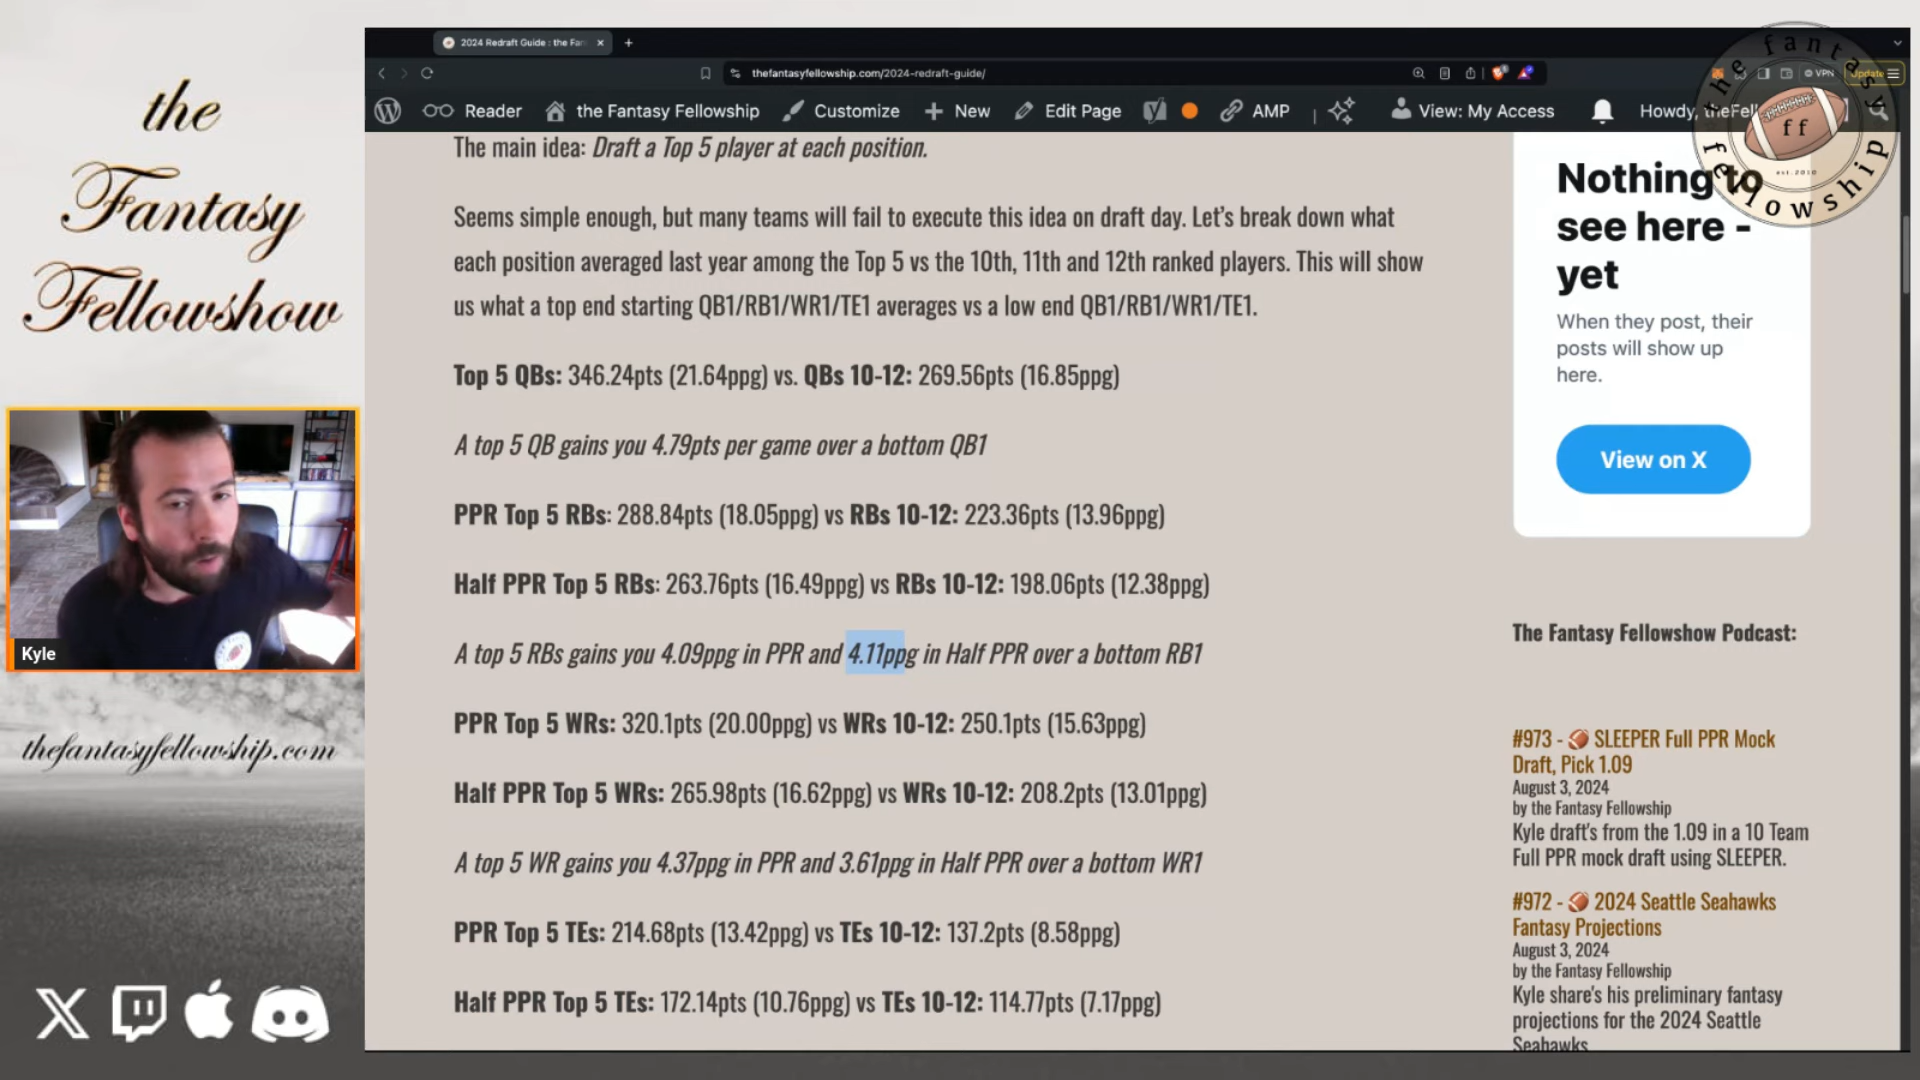 the
Fantasy
Fellowshow
Kyle
thefantasyfellowship.com
2024 Redraft Guide : the Fan
thefantasyfellowship.com/2024-redraft-guide/
VPN
Update
Reader
the Fantasy Fellowship
Customize
New
Edit Page
AMP
View: My Access
Howdy, theFel
the fantasy fellowship
ff
est.2010
The main idea: Draft a Top 5 player at each position.
Seems simple enough, but many teams will fail to execute this idea on draft day. Let’s break down what
each position averaged last year among the Top 5 vs the 10th, 11th and 12th ranked players. This will show
us what a top end starting QB1/RB1/WR1/TE1 averages vs a low end QB1/RB1/WR1/TE1.
Top 5 QBs: 346.24pts (21.64ppg) vs. QBs 10-12: 269.56pts (16.85ppg)
A top 5 QB gains you 4.79pts per game over a bottom QB1
PPR Top 5 RBs: 288.84pts (18.05ppg) vs RBs 10-12: 223.36pts (13.96ppg)
Half PPR Top 5 RBs: 263.76pts (16.49ppg) vs RBs 10-12: 198.06pts (12.38ppg)
A top 5 RBs gains you 4.09ppg in PPR and 4.11ppg in Half PPR over a bottom RB1
PPR Top 5 WRs: 320.1pts (20.00ppg) vs WRs 10-12: 250.1pts (15.63ppg)
Half PPR Top 5 WRs: 265.98pts (16.62ppg) vs WRs 10-12: 208.2pts (13.01ppg)
A top 5 WR gains you 4.37ppg in PPR and 3.61ppg in Half PPR over a bottom WR1
PPR Top 5 TEs: 214.68pts (13.42ppg) vs TEs 10-12: 137.2pts (8.58ppg)
Half PPR Top 5 TEs: 172.14pts (10.76ppg) vs TEs 10-12: 114.77pts (7.17ppg)
Nothing to
see here -
yet
When they post, their
posts will show up
here.
View on X
The Fantasy Fellowshow Podcast:
#973 - 🏈 SLEEPER Full PPR Mock
Draft, Pick 1.09
August 3, 2024
by the Fantasy Fellowship
Kyle draft's from the 1.09 in a 10 Team
Full PPR mock draft using SLEEPER.
#972 - 🏈 2024 Seattle Seahawks
Fantasy Projections
August 3, 2024
by the Fantasy Fellowship
Kyle share's his preliminary fantasy
projections for the 2024 Seattle
Seahawks